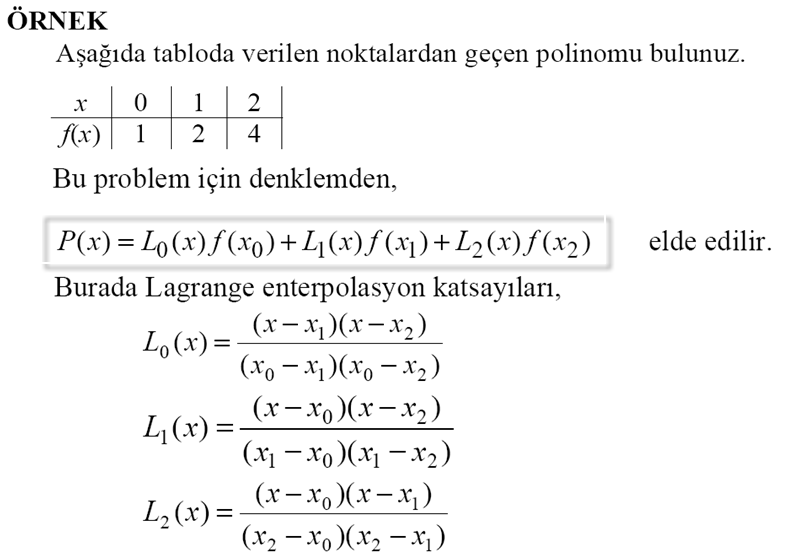 ÖRNEK
Aşağıda tabloda verilen noktalardan geçen polinomu bulunuz.
x 0 1 2
f(x) 1 2 4
Bu problem için denklemden,
P(x) = L₀(x) f(x₀) + L₁(x) f(x₁) + L₂(x) f(x₂) elde edilir.
Burada Lagrange enterpolasyon katsayıları,
L₀(x) = (x − x₁)(x − x₂) / (x₀ − x₁)(x₀ − x₂)
L₁(x) = (x − x₀)(x − x₂) / (x₁ − x₀)(x₁ − x₂)
L₂(x) = (x − x₀)(x − x₁) / (x₂ − x₀)(x₂ − x₁)